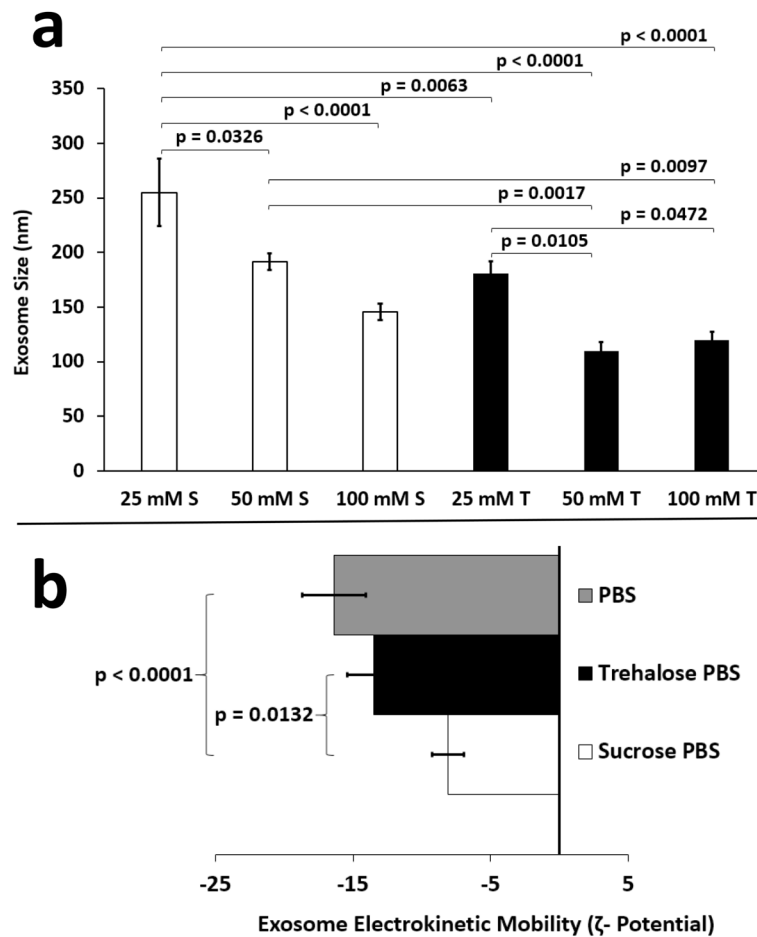 a
p < 0.0001
p < 0.0001
p = 0.0063
p < 0.0001
p = 0.0326
p = 0.0097
p = 0.0017
p = 0.0472
p = 0.0105
350
300
250
200
150
100
50
0
Exosome Size (nm)
25 mM S 50 mM S 100 mM S 25 mM T 50 mM T 100 mM T
b
PBS
Trehalose PBS
Sucrose PBS
p < 0.0001
p = 0.0132
-25 -15 -5 5
Exosome Electrokinetic Mobility (ζ- Potential)